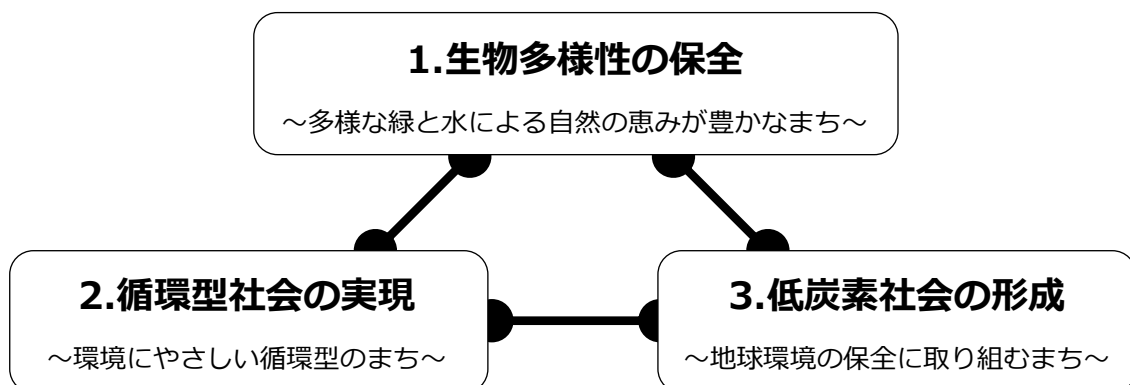 1.生物多様性の保全
～多様な緑と水による自然の恵みが豊かなまち～
2.循環型社会の実現
～環境にやさしい循環型のまち～
3.低炭素社会の形成
～地球環境の保全に取り組むまち～